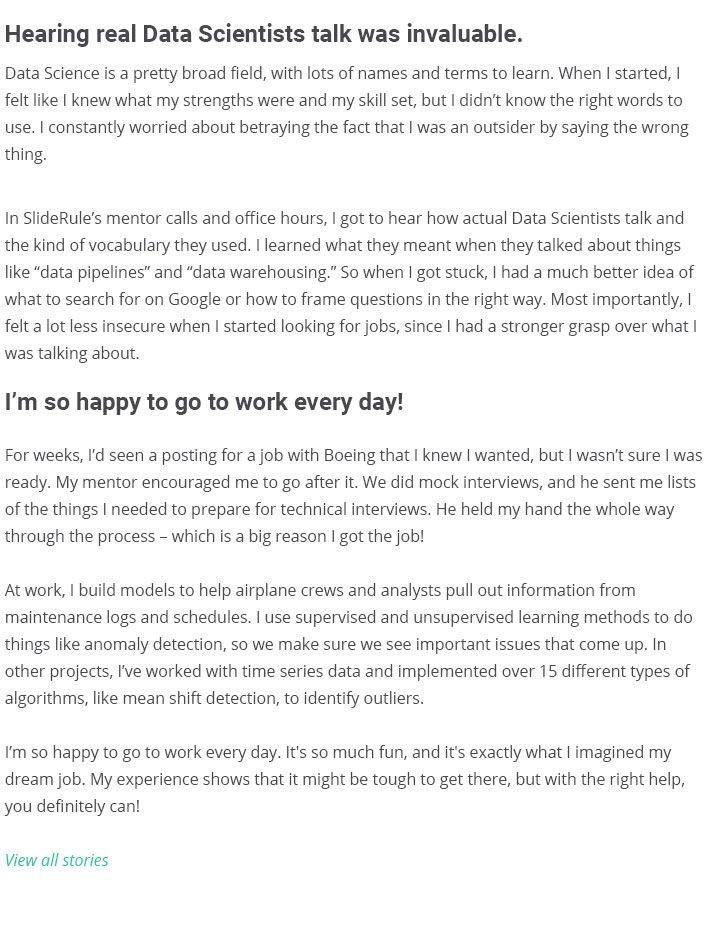 Hearing real Data Scientists talk was invaluable.
Data Science is a pretty broad field, with lots of names and terms to learn. When I started, I
felt like I knew what my strengths were and my skill set, but I didn’t know the right words to
use. I constantly worried about betraying the fact that I was an outsider by saying the wrong
thing.
In SlideRule’s mentor calls and office hours, I got to hear how actual Data Scientists talk and
the kind of vocabulary they used. I learned what they meant when they talked about things
like “data pipelines” and “data warehousing.” So when I got stuck, I had a much better idea of
what to search for on Google or how to frame questions in the right way. Most importantly, I
felt a lot less insecure when I started looking for jobs, since I had a stronger grasp over what I
was talking about.
I’m so happy to go to work every day!
For weeks, I’d seen a posting for a job with Boeing that I knew I wanted, but I wasn’t sure I was
ready. My mentor encouraged me to go after it. We did mock interviews, and he sent me lists
of the things I needed to prepare for technical interviews. He held my hand the whole way
through the process – which is a big reason I got the job!
At work, I build models to help airplane crews and analysts pull out information from
maintenance logs and schedules. I use supervised and unsupervised learning methods to do
things like anomaly detection, so we make sure we see important issues that come up. In
other projects, I’ve worked with time series data and implemented over 15 different types of
algorithms, like mean shift detection, to identify outliers.
I’m so happy to go to work every day. It's so much fun, and it's exactly what I imagined my
dream job. My experience shows that it might be tough to get there, but with the right help,
you definitely can!
View all stories